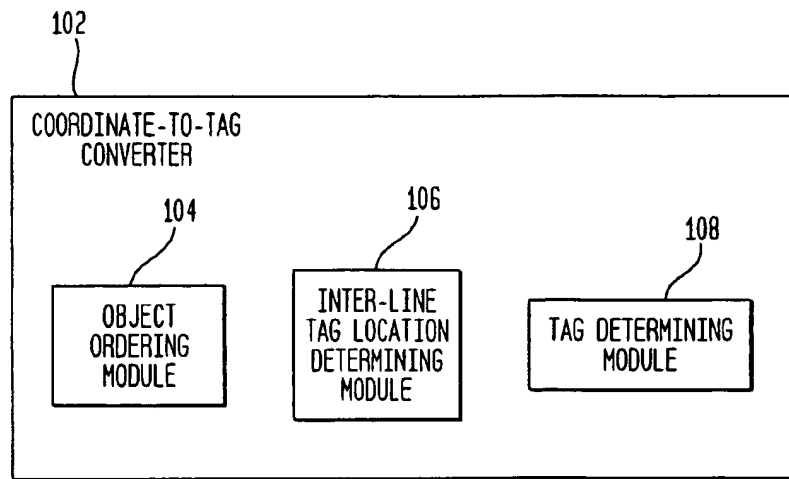 102
COORDINATE-TO-TAG
CONVERTER
104
OBJECT
ORDERING
MODULE
106
INTER-LINE
TAG LOCATION
DETERMINING
MODULE
108
TAG DETERMINING
MODULE